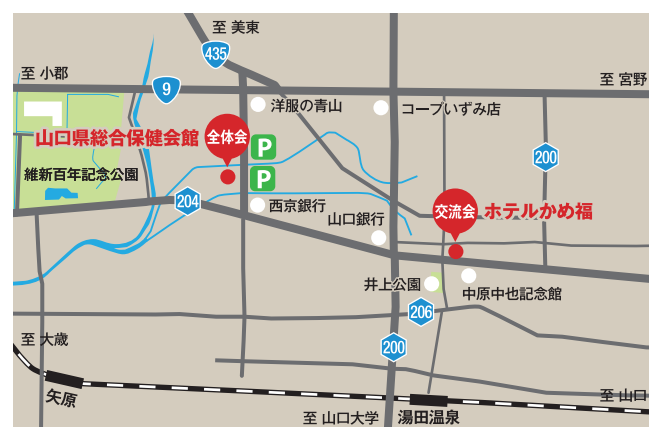 至 美東
435
至 小郡
9
至 宮野
洋服の青山
コープいずみ店
山口県総合保健会館
全体会
P
200
維新百年記念公園
P
204
西京銀行
交流会
ホテルかめ福
山口銀行
井上公園
中原中也記念館
206
至 大歳
200
矢原
至 山口
至 山口大学
湯田温泉